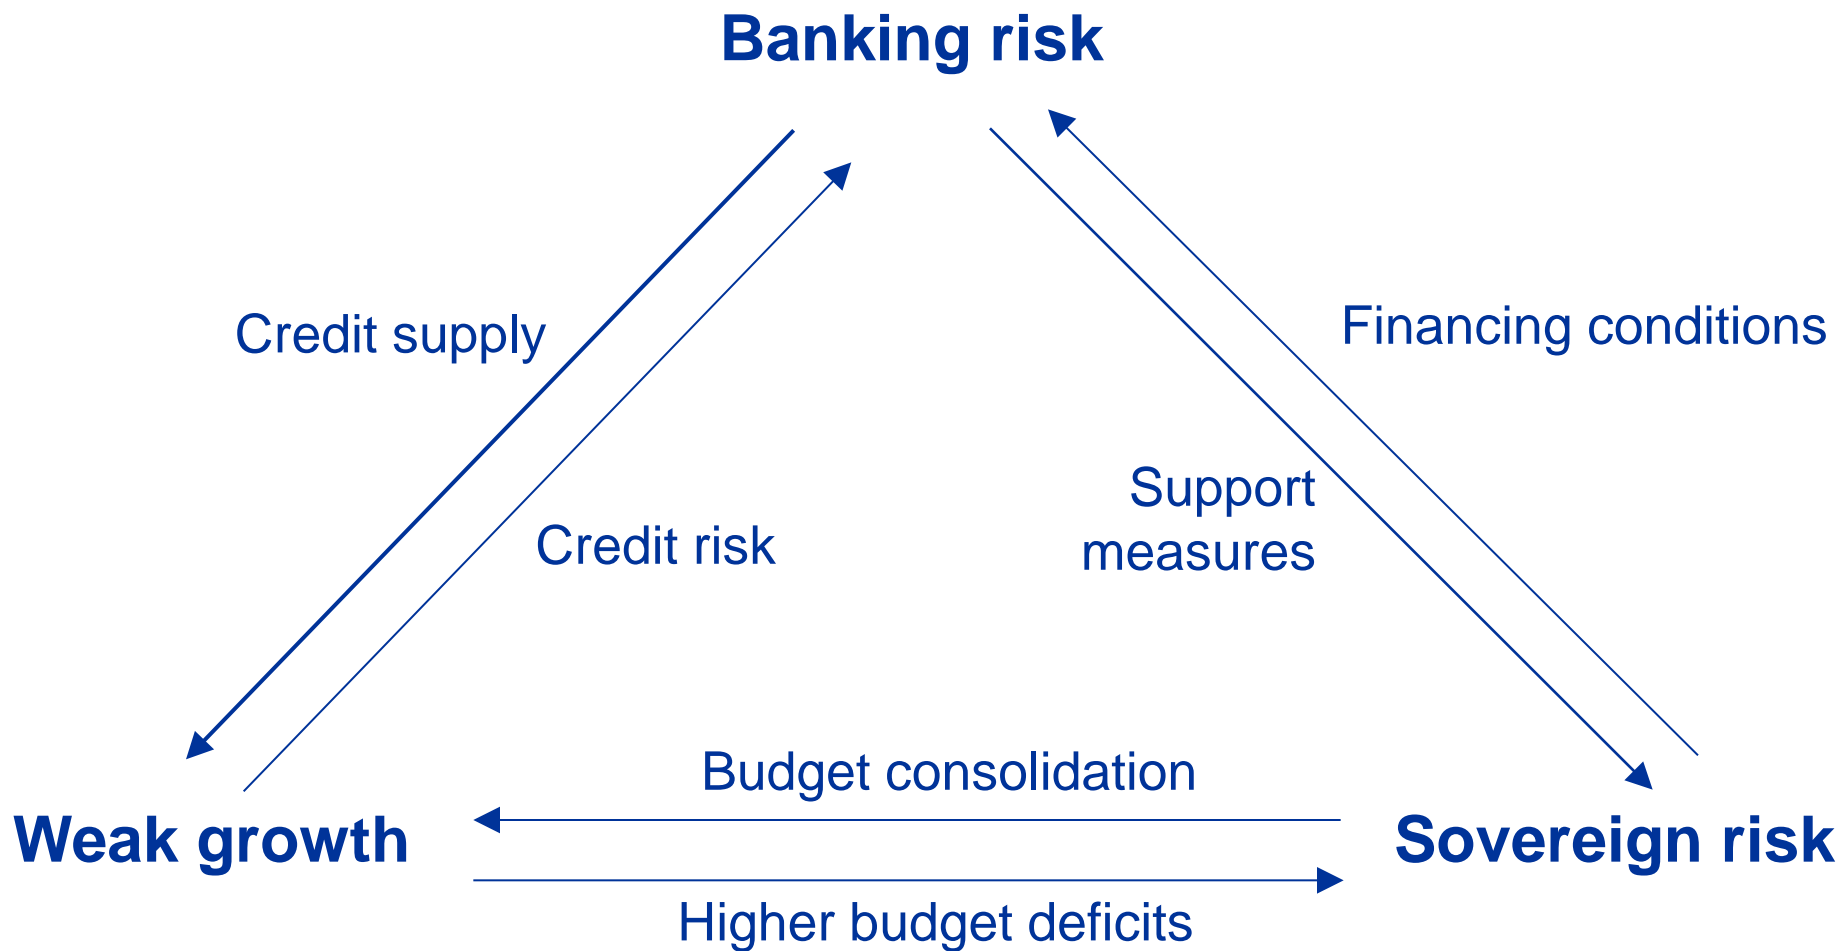 Banking risk
Credit supply
Financing conditions
Support
measures
Credit risk
Budget consolidation
Weak growth
Sovereign risk
Higher budget deficits